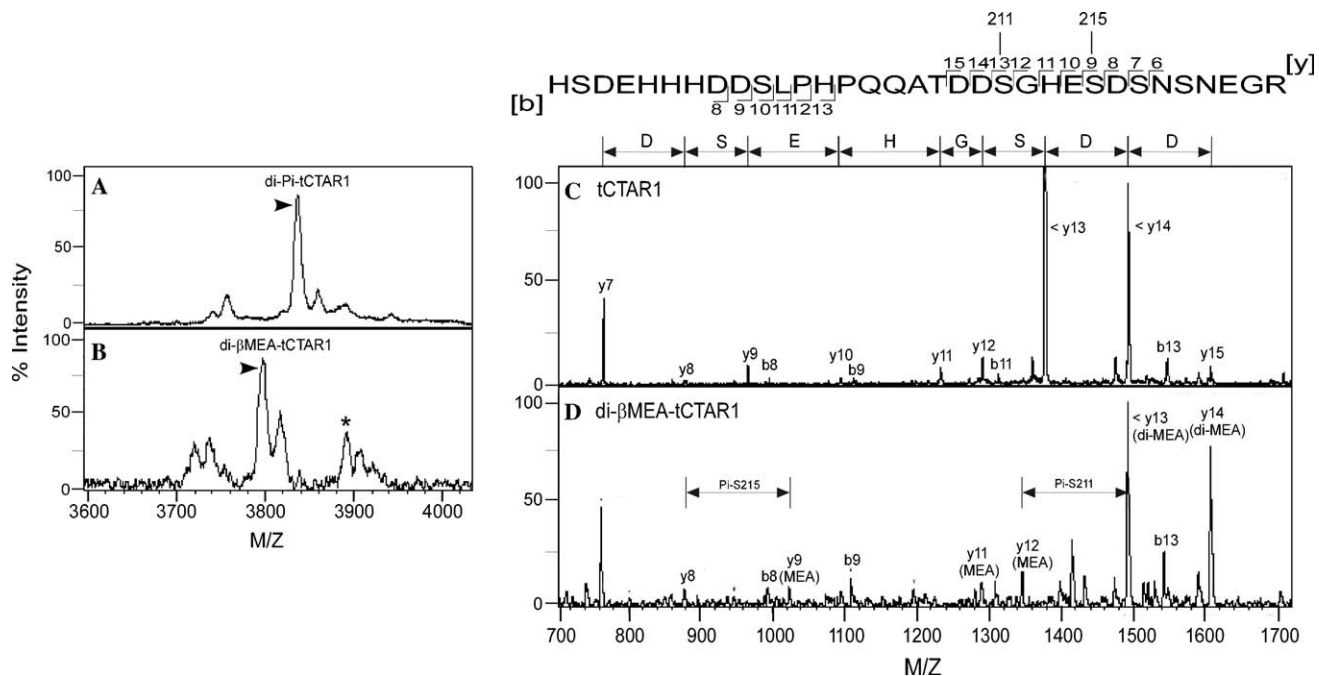 211 215
15 14 13 12 11 10 9 8 7 6 [y]
HSDEHHHDDSLPHPQQATDDSGHESDSNSNEGR
[b] 8 9 10 11 12 13
D S E H G S D D
A di-Pi-tCTAR1
100
50
0
B di-βMEA-tCTAR1
100
*
50
0
% Intensity
3600 3700 3800 3900 4000
M/Z
C tCTAR1
100
< y13 < y14
50
y7
y8 y9 b8 y10 b9 y11 y12 b11 b13 y15
0
D di-βMEA-tCTAR1
100
< y13 (di-MEA)
y14 (di-MEA)
Pi-S215 Pi-S211
50
y8 b8 y9 (MEA) b9 y11 (MEA) y12 (MEA) b13
0
700 800 900 1000 1100 1200 1300 1400 1500 1600 1700
M/Z